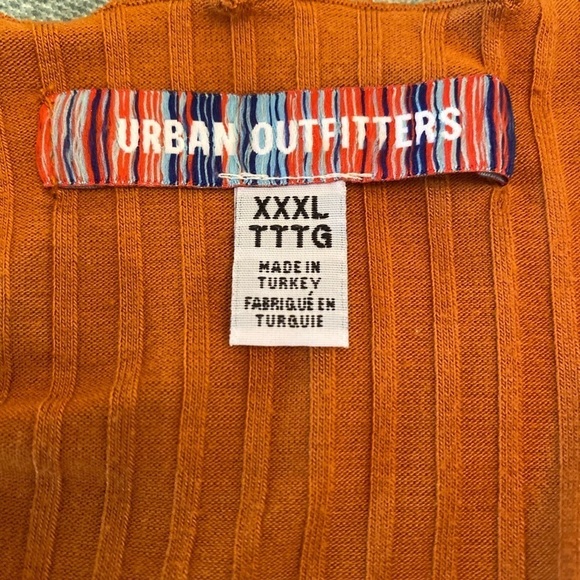 URBAN OUTFITTERS
XXXL
TTTG
MADE IN
TURKEY
FABRIQUÉ EN
TURQUIE